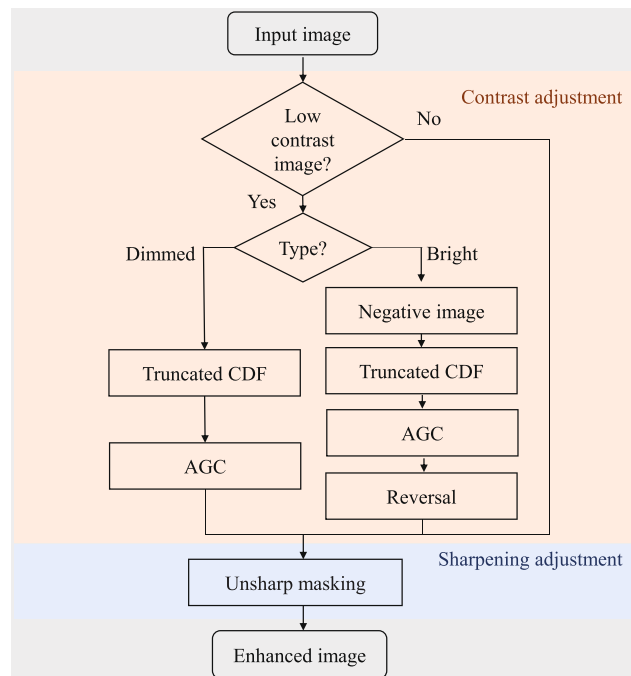 Input image
Contrast adjustment
Low
contrast
image?
No
Yes
Type?
Dimmed
Bright
Negative image
Truncated CDF
Truncated CDF
AGC
AGC
Reversal
Sharpening adjustment
Unsharp masking
Enhanced image